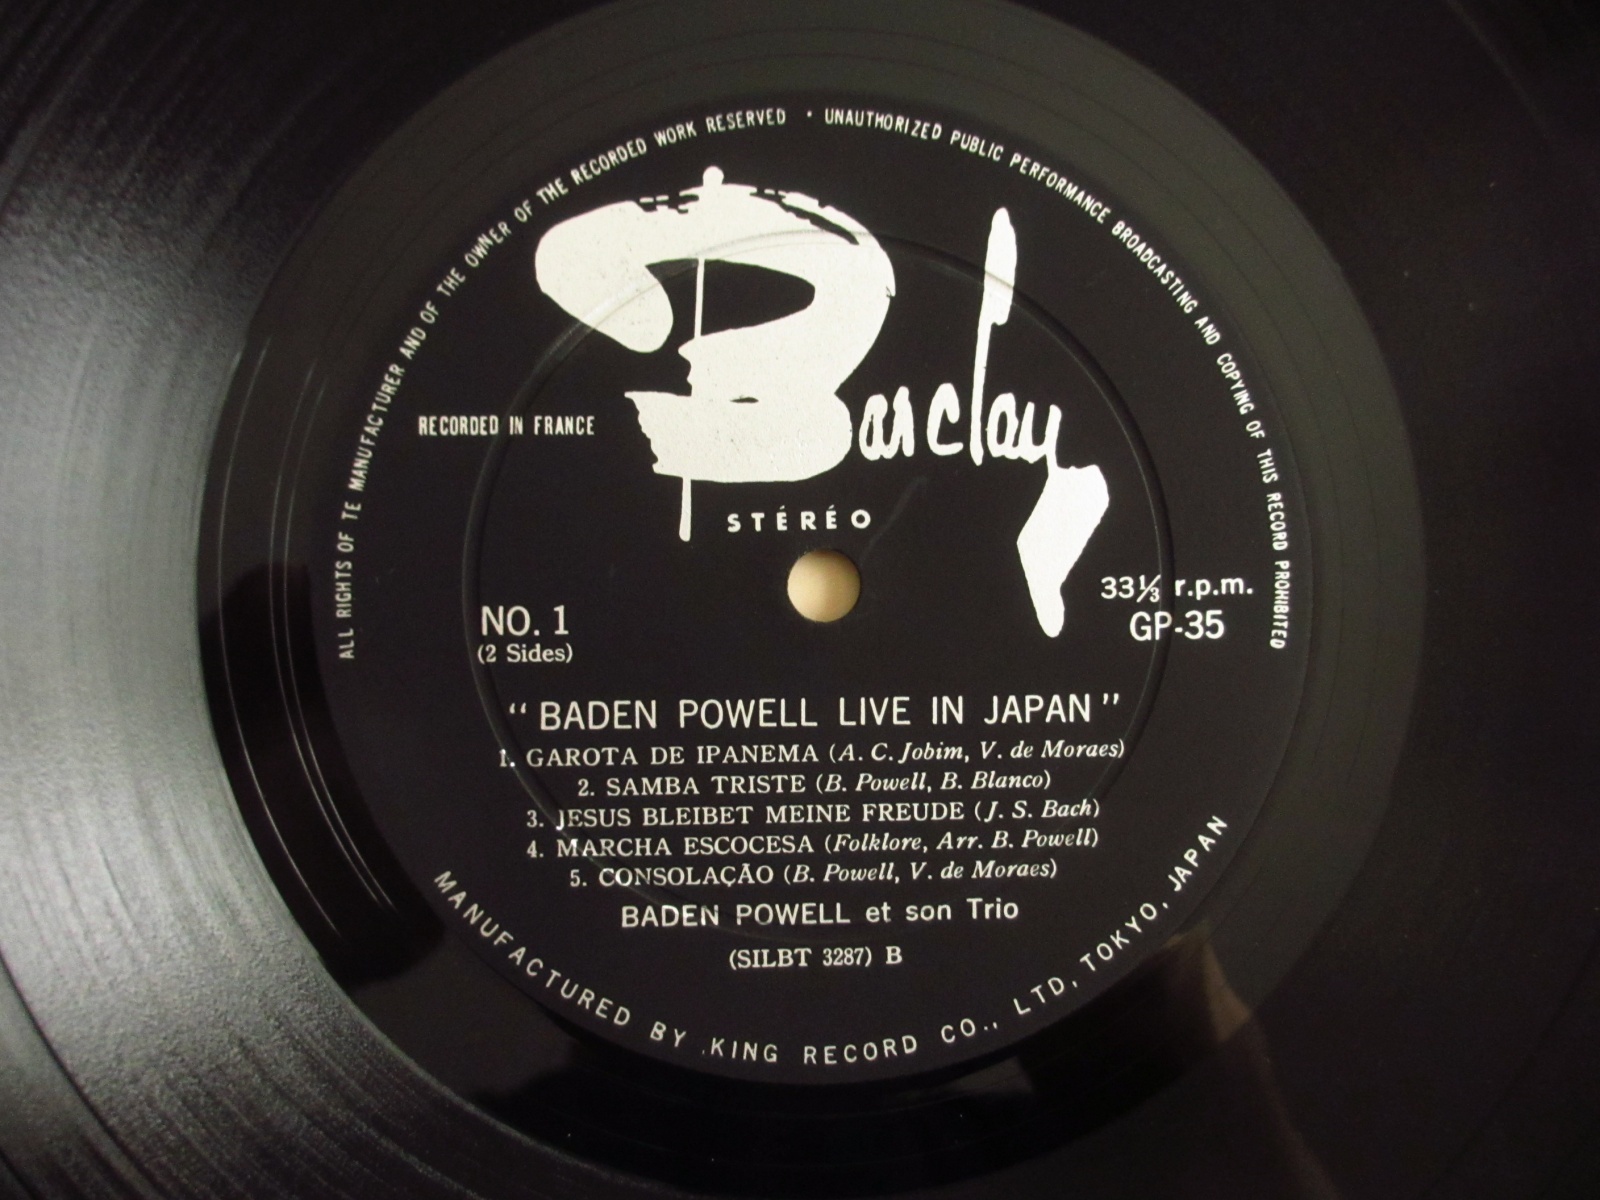 ALL RIGHTS OF TE MANUFACTURER AND OF THE OWNER OF THE RECORDED WORK RESERVED • UNAUTHORIZED PUBLIC PERFORMANCE BROADCASTING AND COPYING OF THIS RECORD PROHIBITED
Barclay
RECORDED IN FRANCE
STÉRÉO
33⅓ r.p.m.
GP-35
NO. 1
(2 Sides)
“BADEN POWELL LIVE IN JAPAN”
1. GAROTA DE IPANEMA (A. C. Jobim, V. de Moraes)
2. SAMBA TRISTE (B. Powell, B. Blanco)
3. JESUS BLEIBET MEINE FREUDE (J. S. Bach)
4. MARCHA ESCOCESA (Folklore, Arr. B. Powell)
5. CONSOLAÇÃO (B. Powell, V. de Moraes)
BADEN POWELL et son Trio
(SILBT 3287) B
MANUFACTURED BY KING RECORD CO., LTD, TOKYO, JAPAN